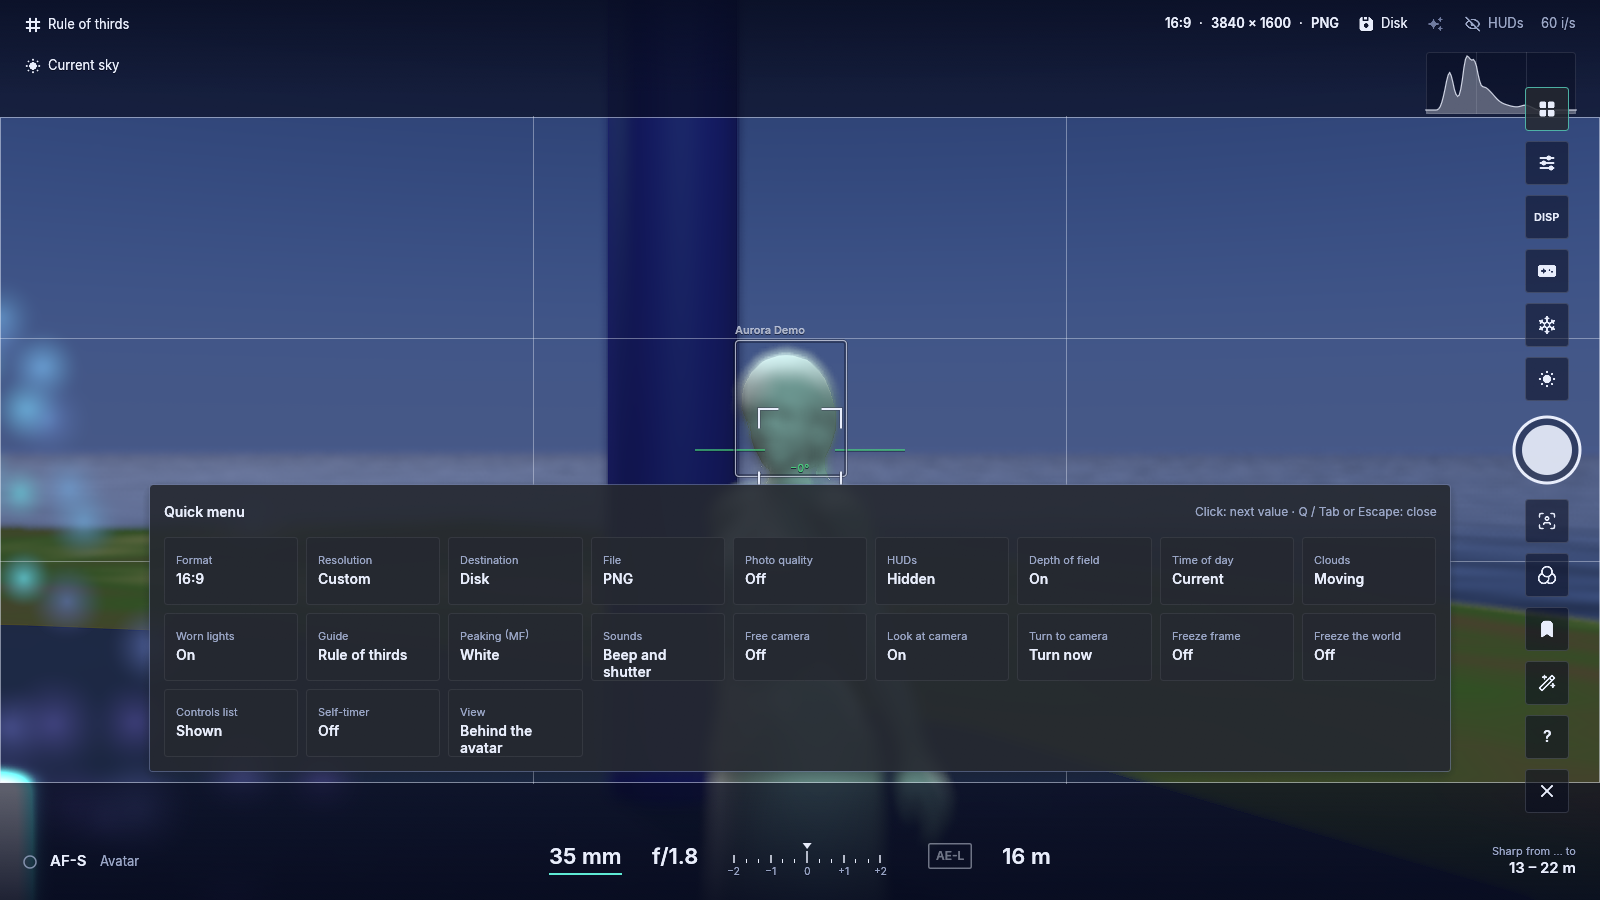 Rule of thirds
16:9 · 3840 × 1600 · PNG Disk HUDs 60 i/s
Current sky
DISP
Aurora Demo
−0°
Quick menu
Click: next value · Q / Tab or Escape: close
Format
16:9
Resolution
Custom
Destination
Disk
File
PNG
Photo quality
Off
HUDs
Hidden
Depth of field
On
Time of day
Current
Clouds
Moving
Worn lights
On
Guide
Rule of thirds
Peaking (MF)
White
Sounds
Beep and
shutter
Free camera
Off
Look at camera
On
Turn to camera
Turn now
Freeze frame
Off
Freeze the world
Off
Controls list
Shown
Self-timer
Off
View
Behind the
avatar
?
AF-S Avatar
35 mm f/1.8
−2 −1 0 +1 +2
AE-L
16 m
Sharp from ... to
13 – 22 m